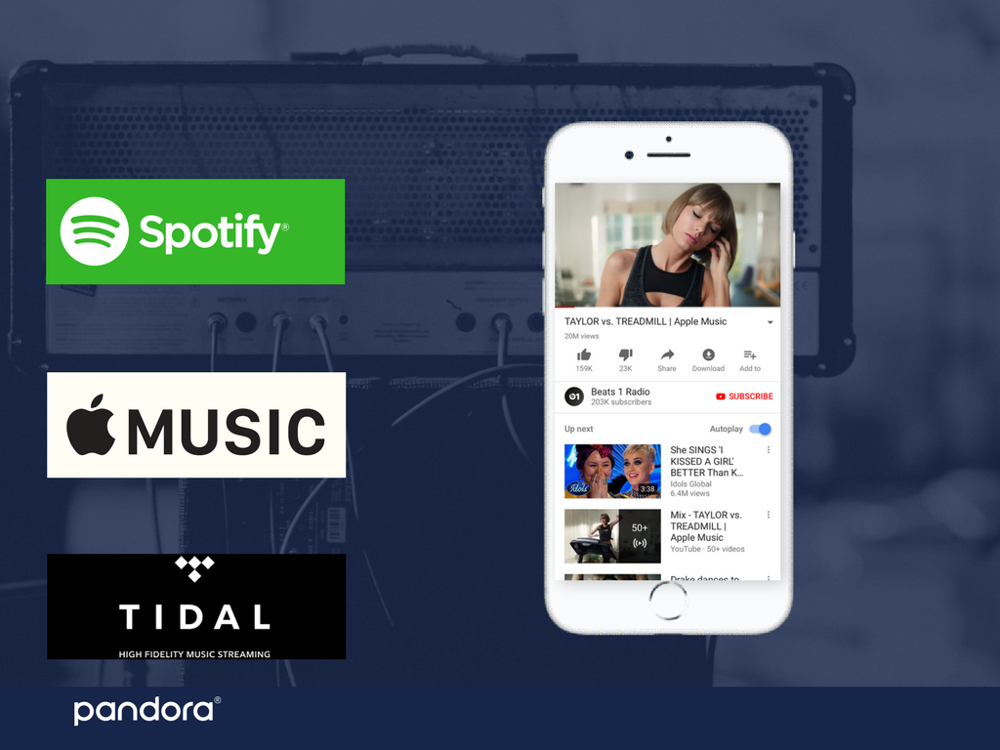 Spotify®
MUSIC
TIDAL
HIGH FIDELITY MUSIC STREAMING
pandora®
TAYLOR vs. TREADMILL | Apple Music
20M views
159K 23K Share Download Add to
Beats 1 Radio
203K subscribers
SUBSCRIBE
Up next Autoplay
She SINGS 'I
KISSED A GIRL'
BETTER Than K...
Idols Global
6.4M views
Idols
3:38
Mix - TAYLOR vs.
TREADMILL |
Apple Music
YouTube · 50+ videos
50+
Drake dances to